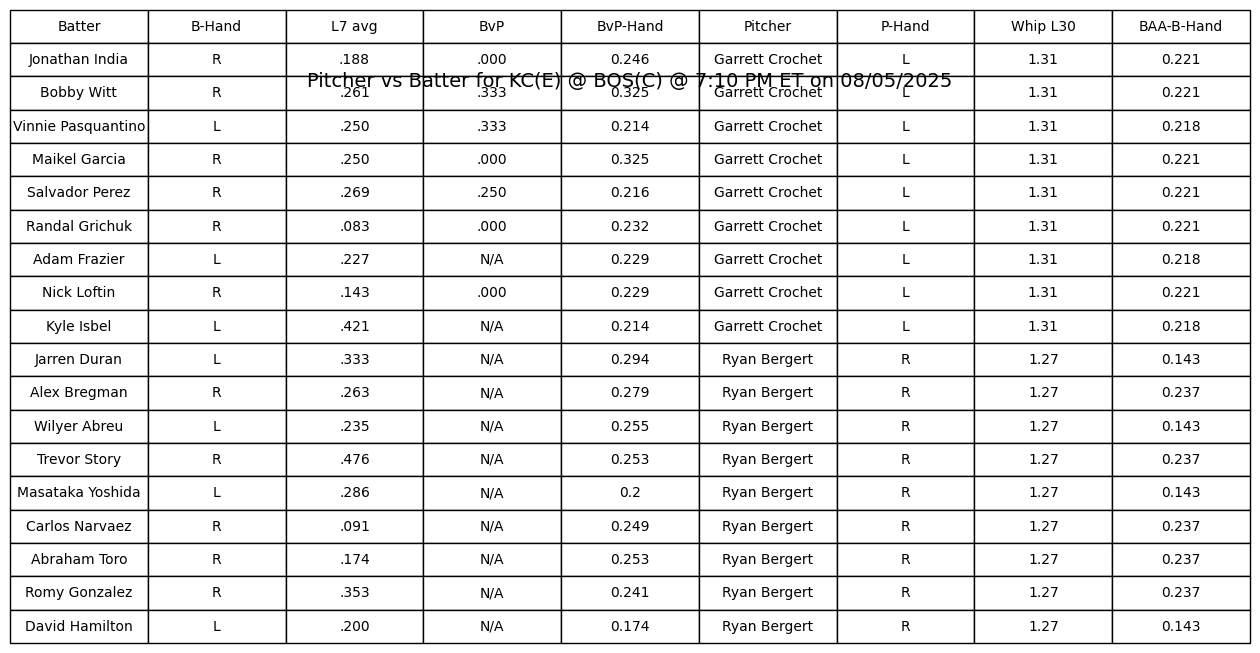 Batter B-Hand L7 avg BvP BvP-Hand Pitcher P-Hand Whip L30 BAA-B-Hand
Jonathan India R .188 .000 0.246 Garrett Crochet L 1.31 0.221
Pitcher vs Batter for KC(E) @ BOS(C) @ 7:10 PM ET on 08/05/2025
Bobby Witt R .261 .333 0.325 Garrett Crochet L 1.31 0.221
Vinnie Pasquantino L .250 .333 0.214 Garrett Crochet L 1.31 0.218
Maikel Garcia R .250 .000 0.325 Garrett Crochet L 1.31 0.221
Salvador Perez R .269 .250 0.216 Garrett Crochet L 1.31 0.221
Randal Grichuk R .083 .000 0.232 Garrett Crochet L 1.31 0.221
Adam Frazier L .227 N/A 0.229 Garrett Crochet L 1.31 0.218
Nick Loftin R .143 .000 0.229 Garrett Crochet L 1.31 0.221
Kyle Isbel L .421 N/A 0.214 Garrett Crochet L 1.31 0.218
Jarren Duran L .333 N/A 0.294 Ryan Bergert R 1.27 0.143
Alex Bregman R .263 N/A 0.279 Ryan Bergert R 1.27 0.237
Wilyer Abreu L .235 N/A 0.255 Ryan Bergert R 1.27 0.143
Trevor Story R .476 N/A 0.253 Ryan Bergert R 1.27 0.237
Masataka Yoshida L .286 N/A 0.2 Ryan Bergert R 1.27 0.143
Carlos Narvaez R .091 N/A 0.249 Ryan Bergert R 1.27 0.237
Abraham Toro R .174 N/A 0.253 Ryan Bergert R 1.27 0.237
Romy Gonzalez R .353 N/A 0.241 Ryan Bergert R 1.27 0.237
David Hamilton L .200 N/A 0.174 Ryan Bergert R 1.27 0.143